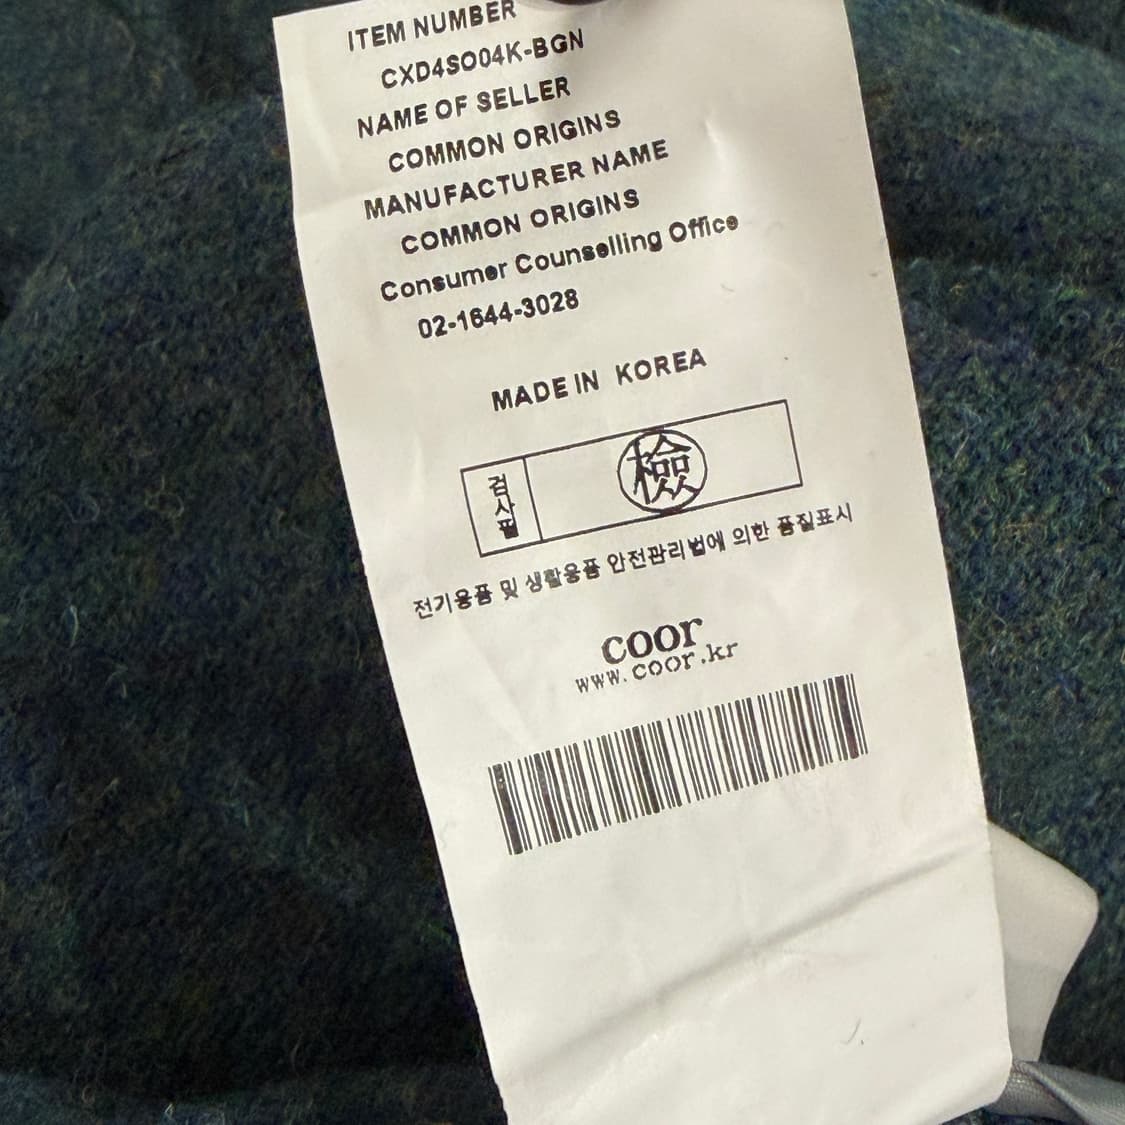 ITEM NUMBER
CXD4SO04K-BGN
NAME OF SELLER
COMMON ORIGINS
MANUFACTURER NAME
COMMON ORIGINS
Consumer Counselling Office
02-1644-3028
MADE IN KOREA
검사필
檢
전기용품 및 생활용품 안전관리법에 의한 품질표시
coor
www.coor.kr